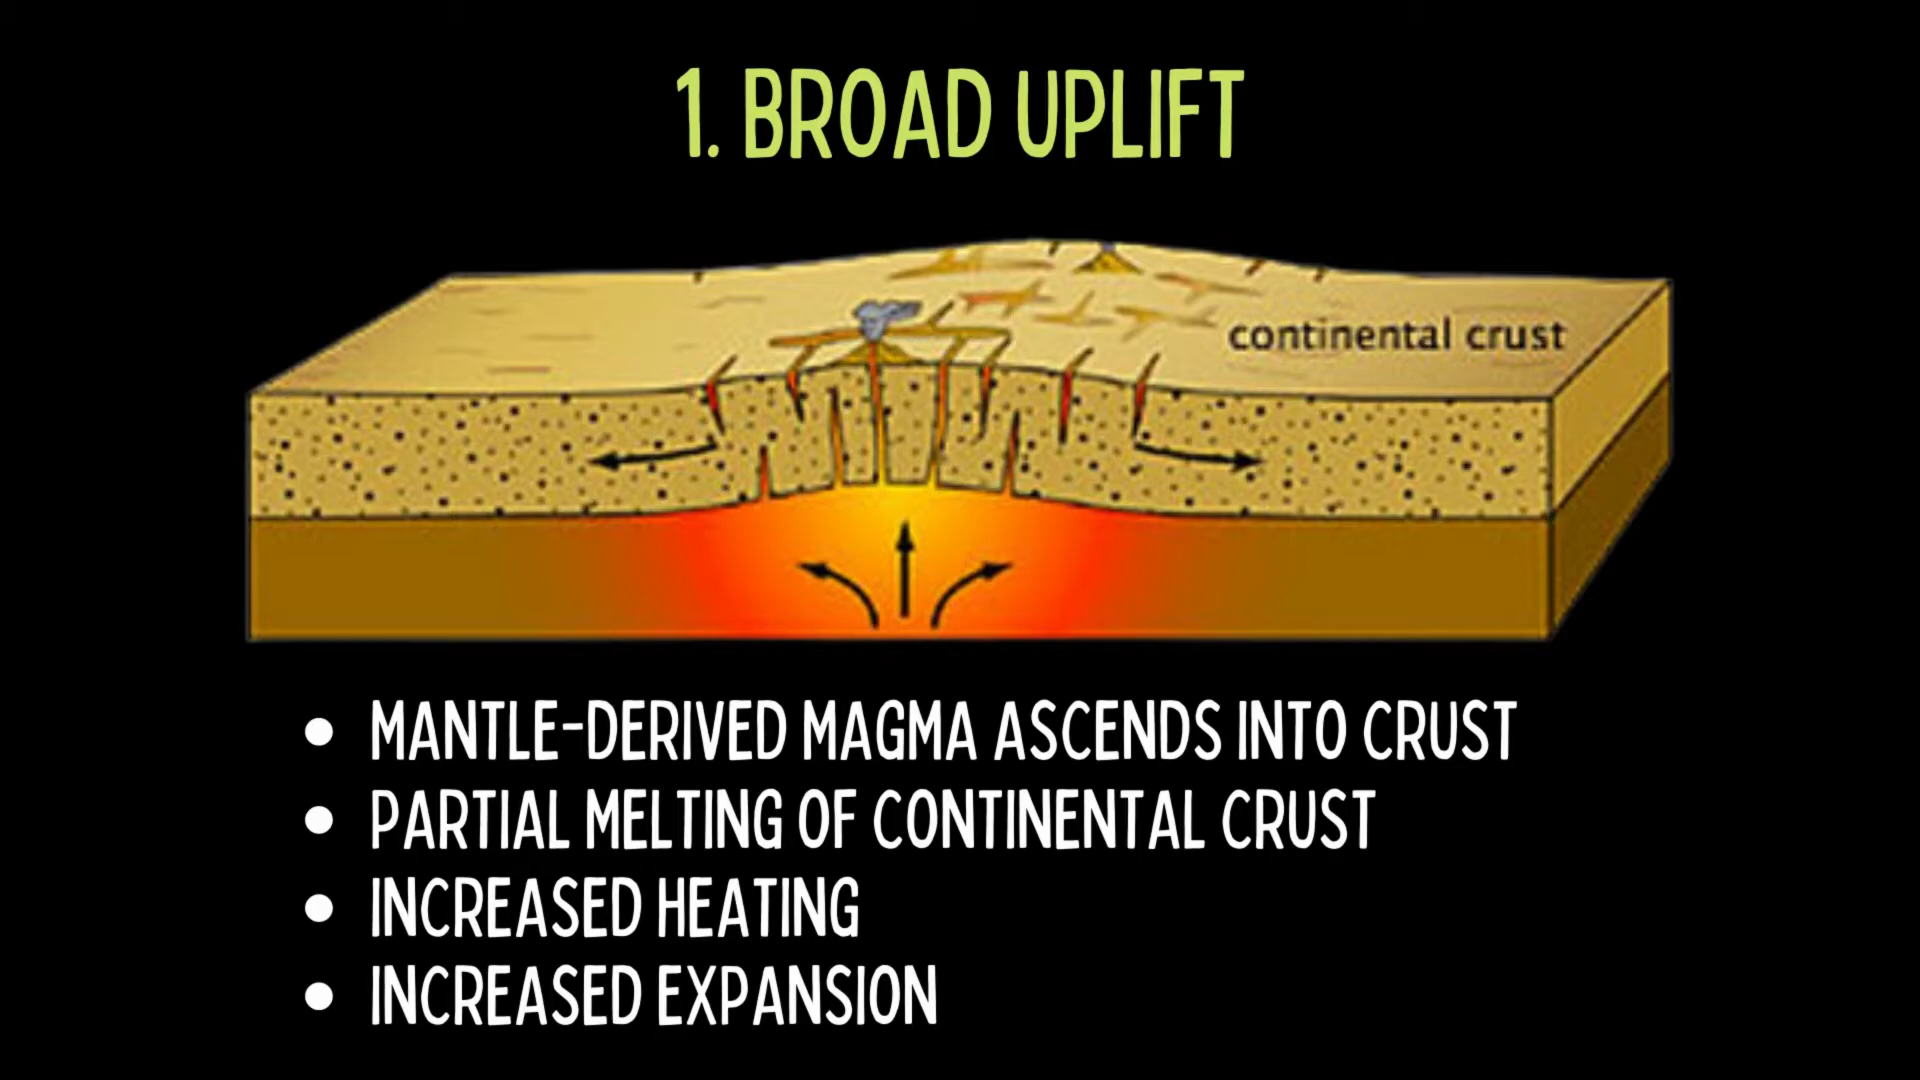 1. BROAD UPLIFT
continental crust
• MANTLE-DERIVED MAGMA ASCENDS INTO CRUST
• PARTIAL MELTING OF CONTINENTAL CRUST
• INCREASED HEATING
• INCREASED EXPANSION